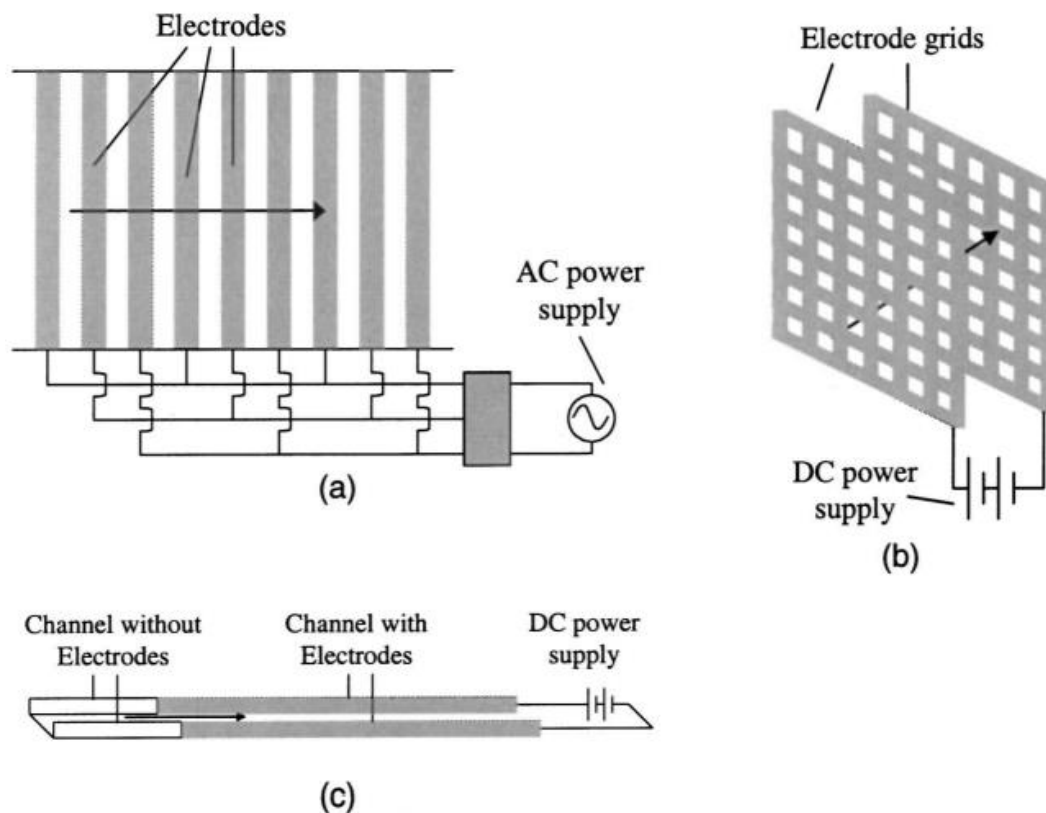 Electrodes
AC power
supply
(a)
Electrode grids
DC power
supply
(b)
Channel without
Electrodes
Channel with
Electrodes
DC power
supply
(c)